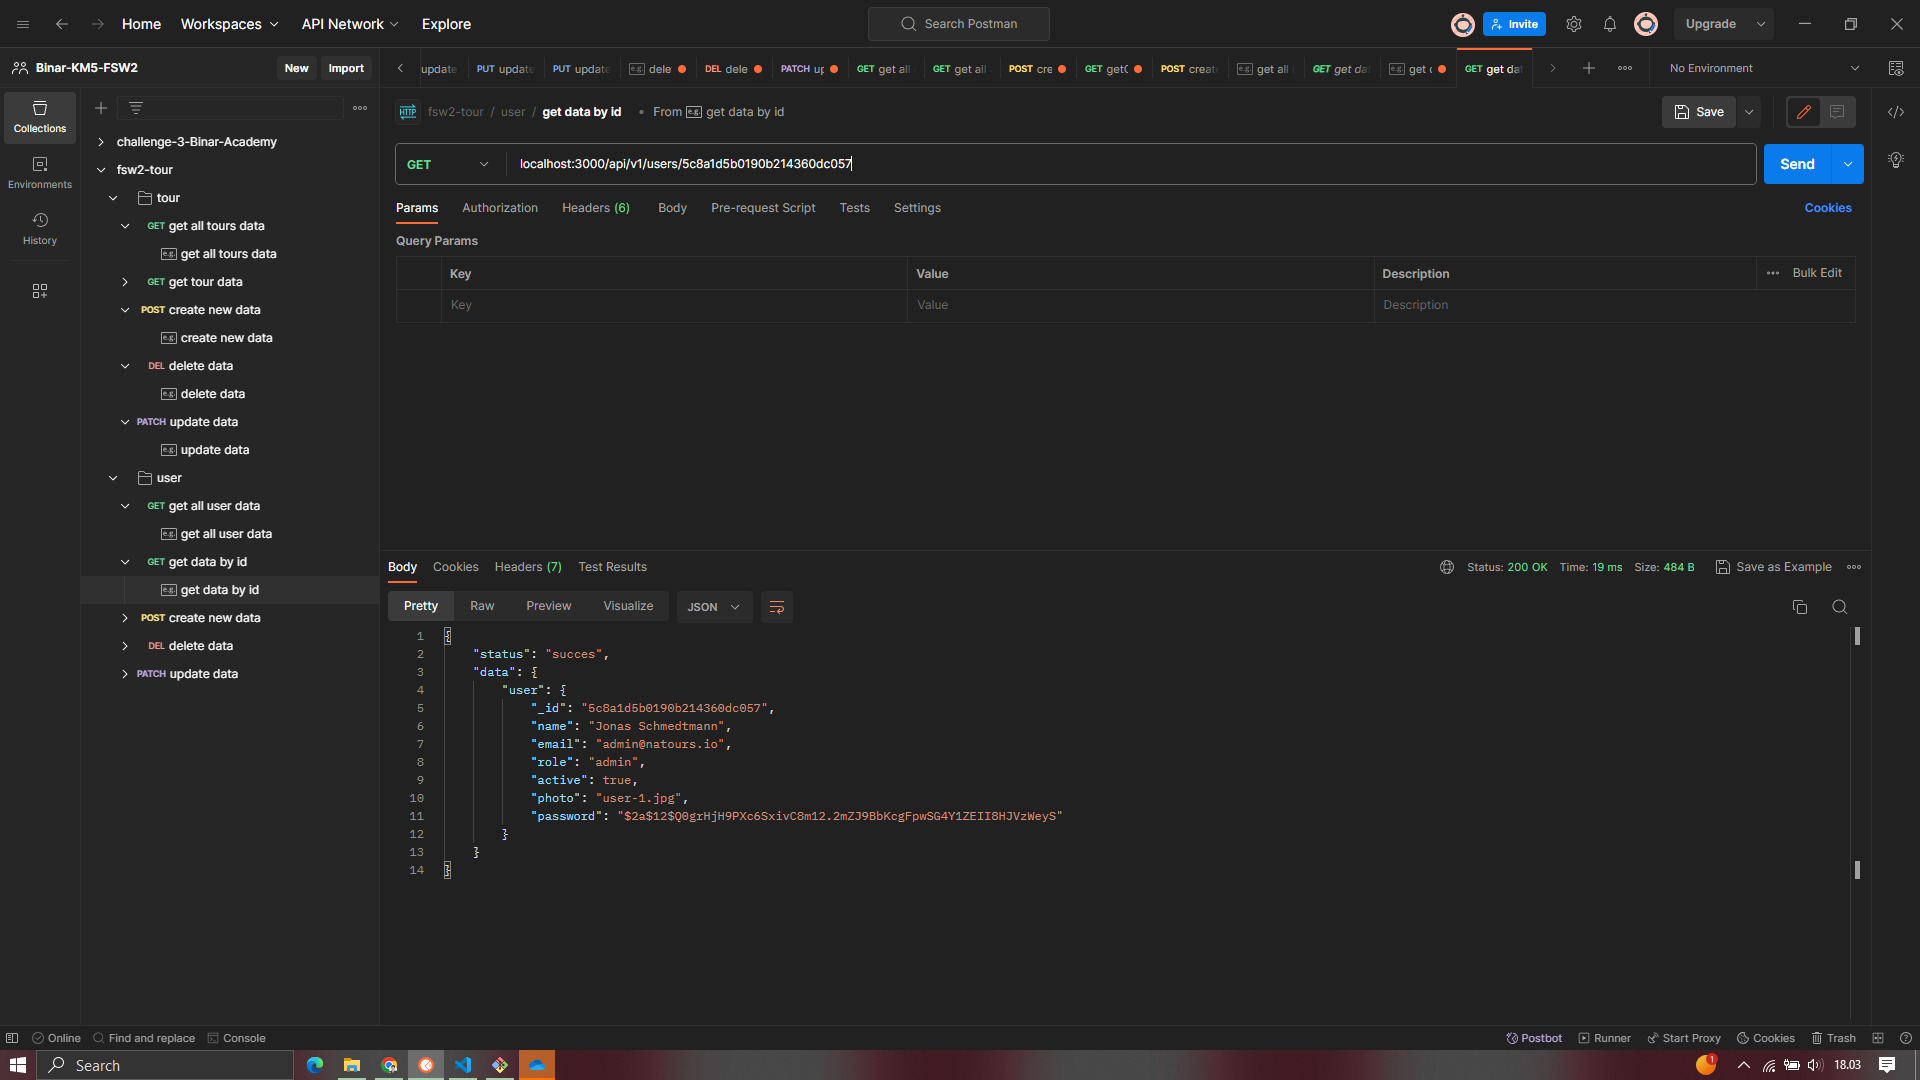 Home Workspaces API Network Explore Search Postman Invite Upgrade
Binar-KM5-FSW2 New Import
update PUT update PUT update e.g. dele DEL dele PATCH up GET get all GET get all POST cre GET getC POST create e.g. get all GET get da e.g. get GET get da No Environment
Collections
Environments
History
challenge-3-Binar-Academy
fsw2-tour
tour
GET get all tours data
e.g. get all tours data
GET get tour data
POST create new data
e.g. create new data
DEL delete data
e.g. delete data
PATCH update data
e.g. update data
user
GET get all user data
e.g. get all user data
GET get data by id
e.g. get data by id
POST create new data
DEL delete data
PATCH update data
HTTP fsw2-tour / user / get data by id • From e.g. get data by id Save
GET localhost:3000/api/v1/users/5c8a1d5b0190b214360dc057 Send
Params Authorization Headers (6) Body Pre-request Script Tests Settings Cookies
Query Params
Key Value Description Bulk Edit
Key Value Description
Body Cookies Headers (7) Test Results Status: 200 OK Time: 19 ms Size: 484 B Save as Example
Pretty Raw Preview Visualize JSON
1 {
2 "status": "succes",
3 "data": {
4 "user": {
5 "_id": "5c8a1d5b0190b214360dc057",
6 "name": "Jonas Schmedtmann",
7 "email": "admin@natours.io",
8 "role": "admin",
9 "active": true,
10 "photo": "user-1.jpg",
11 "password": "$2a$12$Q0grHjH9PXc6SxivC8m12.2mZJ9BbKcgFpwSG4Y1ZEII8HJVzWeyS"
12 }
13 }
14 }
Online Find and replace Console Postbot Runner Start Proxy Cookies Trash
Search 1 18.03